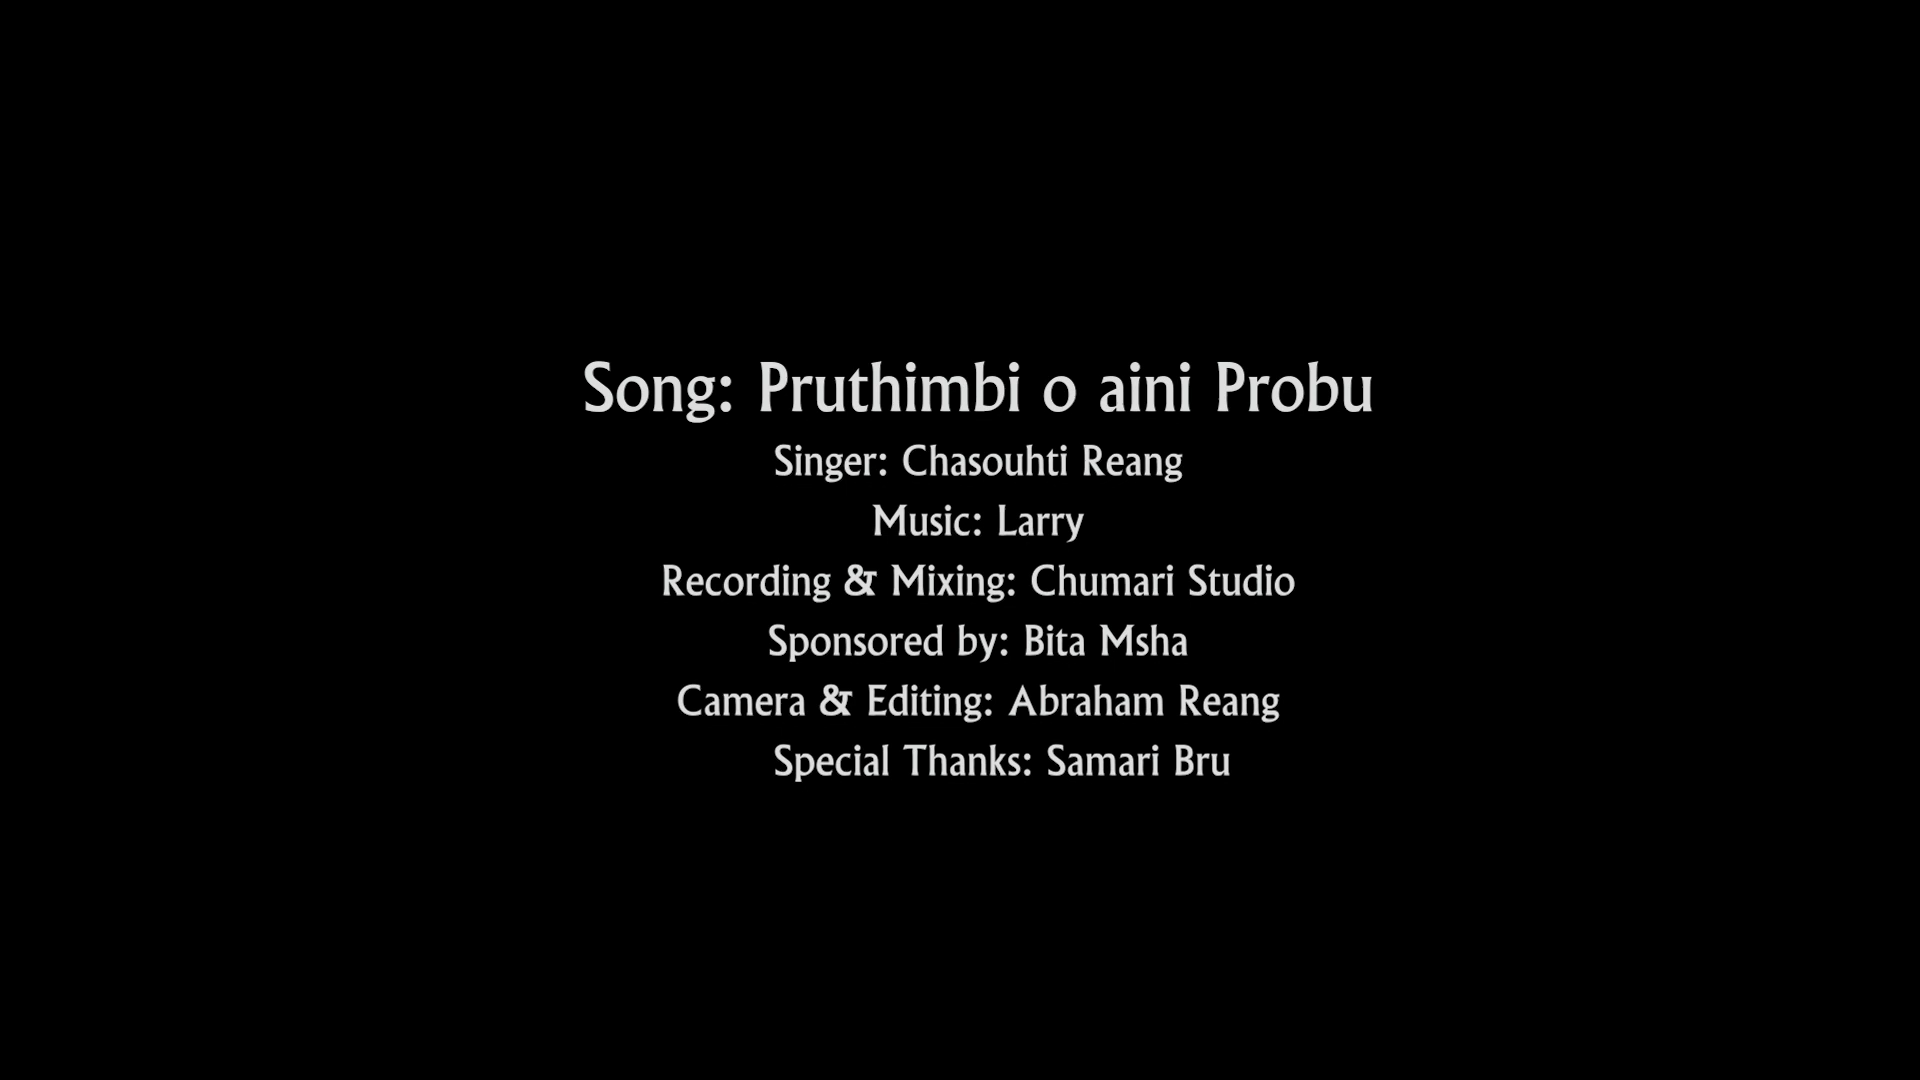 Song: Pruthimbi o aini Probu
Singer: Chasouhti Reang
Music: Larry
Recording & Mixing: Chumari Studio
Sponsored by: Bita Msha
Camera & Editing: Abraham Reang
Special Thanks: Samari Bru